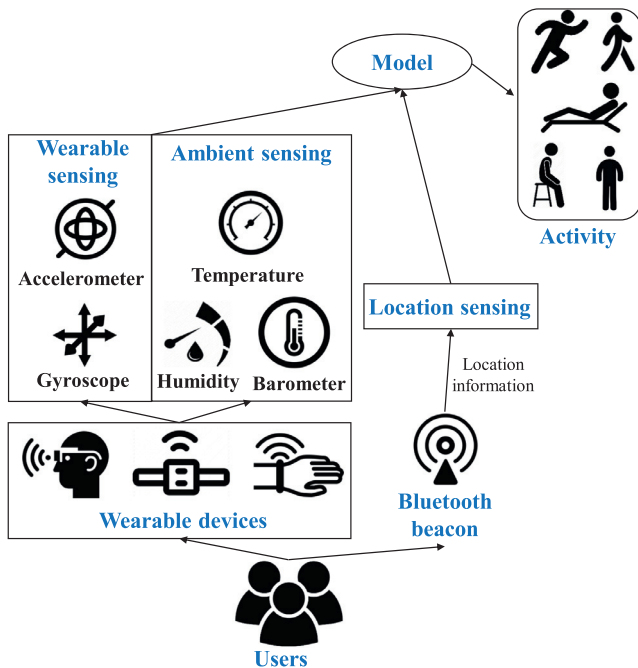 Model
Activity
Wearable
sensing
Accelerometer
Gyroscope
Ambient sensing
Temperature
Humidity
Barometer
Location sensing
Location
information
Wearable devices
Bluetooth
beacon
Users